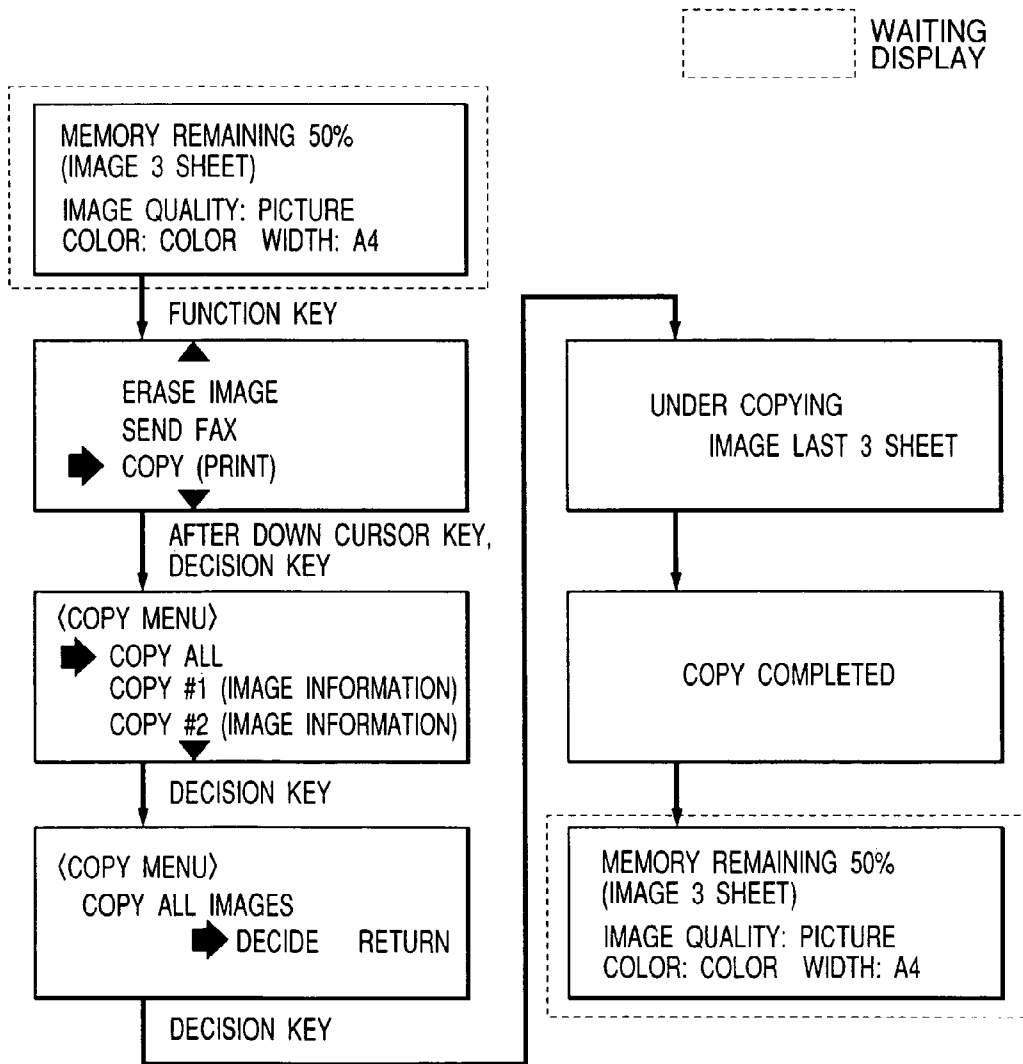 WAITING
DISPLAY
MEMORY REMAINING 50%
(IMAGE 3 SHEET)
IMAGE QUALITY: PICTURE
COLOR: COLOR WIDTH: A4
FUNCTION KEY
ERASE IMAGE
SEND FAX
COPY (PRINT)
AFTER DOWN CURSOR KEY,
DECISION KEY
〈COPY MENU〉
COPY ALL
COPY #1 (IMAGE INFORMATION)
COPY #2 (IMAGE INFORMATION)
DECISION KEY
〈COPY MENU〉
COPY ALL IMAGES
DECIDE RETURN
DECISION KEY
UNDER COPYING
IMAGE LAST 3 SHEET
COPY COMPLETED
MEMORY REMAINING 50%
(IMAGE 3 SHEET)
IMAGE QUALITY: PICTURE
COLOR: COLOR WIDTH: A4